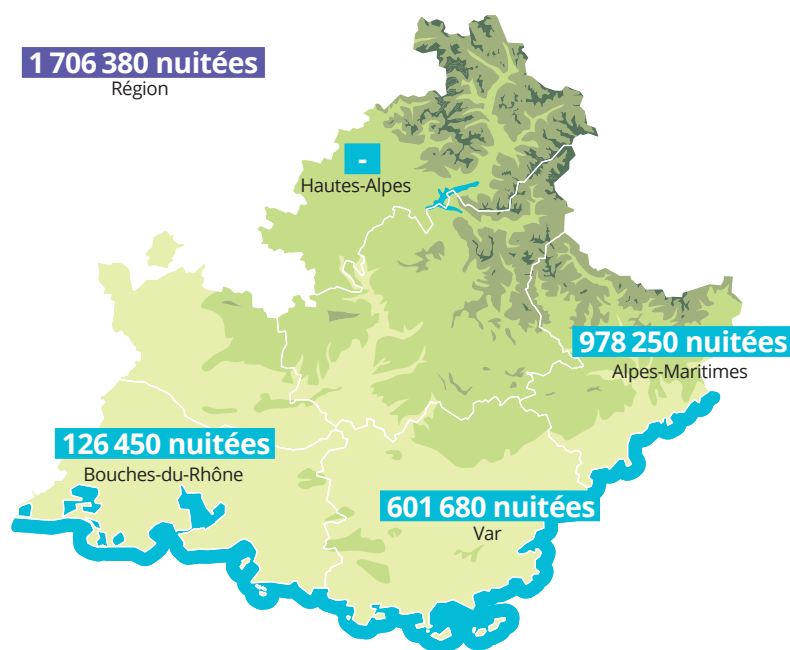 1 706 380 nuitées
Région
-
Hautes-Alpes
978 250 nuitées
Alpes-Maritimes
126 450 nuitées
Bouches-du-Rhône
601 680 nuitées
Var